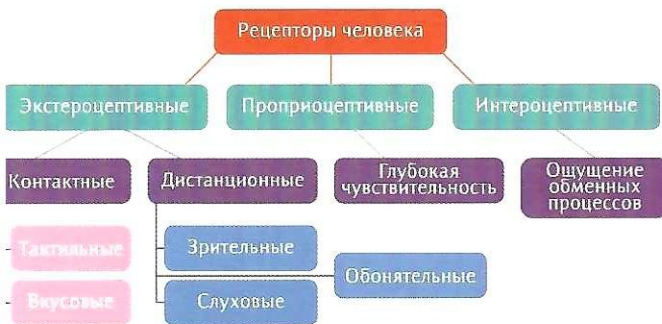 Рецепторы человека
Экстероцептивные
Проприоцептивные
Интероцептивные
Контактные
Дистанционные
Глубокая
чувствительность
Ощущение
обменных
процессов
Тактильные
Зрительные
Обонятельные
Вкусовые
Слуховые